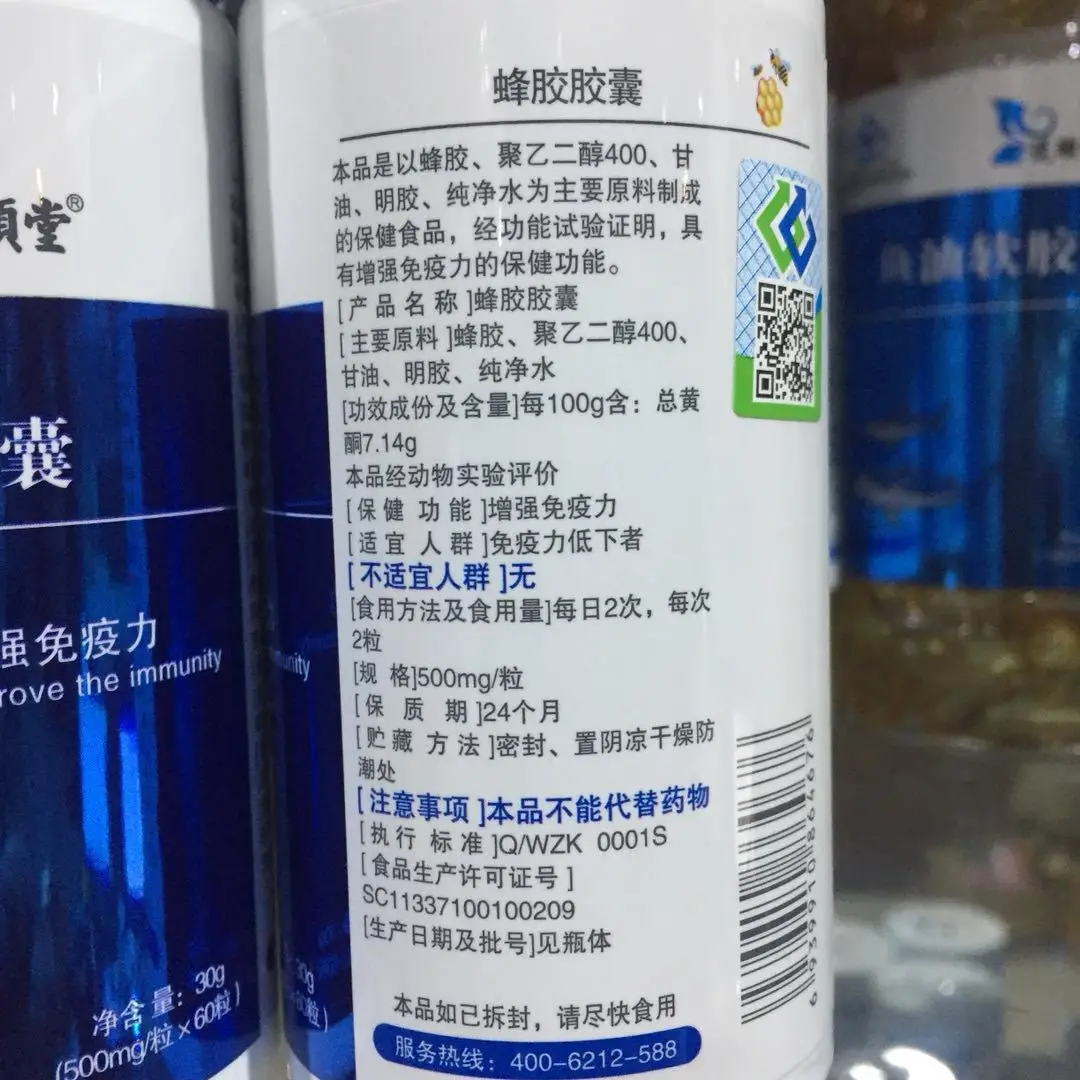 蜂胶胶囊
本品是以蜂胶、聚乙二醇400、甘
油、明胶、纯净水为主要原料制成
的保健食品，经功能试验证明，具
有增强免疫力的保健功能。
[产品名称]蜂胶胶囊
[主要原料]蜂胶、聚乙二醇400、
甘油、明胶、纯净水
[功效成份及含量]每100g含：总黄
酮7.14g
本品经动物实验评价
[保健功能]增强免疫力
[适宜人群]免疫力低下者
[不适宜人群]无
[食用方法及食用量]每日2次，每次
2粒
[规 格]500mg/粒
[保 质 期]24个月
[贮藏方法]密封、置阴凉干燥防
潮处
[注意事项]本品不能代替药物
[执行标准]Q/WZK 0001S
[食品生产许可证号]
SC11337100100209
[生产日期及批号]见瓶体
本品如已拆封，请尽快食用
服务热线：400-6212-588
6939910864676
堂®
囊
强免疫力
rove the immunity
净含量：30g
(500mg/粒×60粒)
munity
30g
60粒)
油软胶